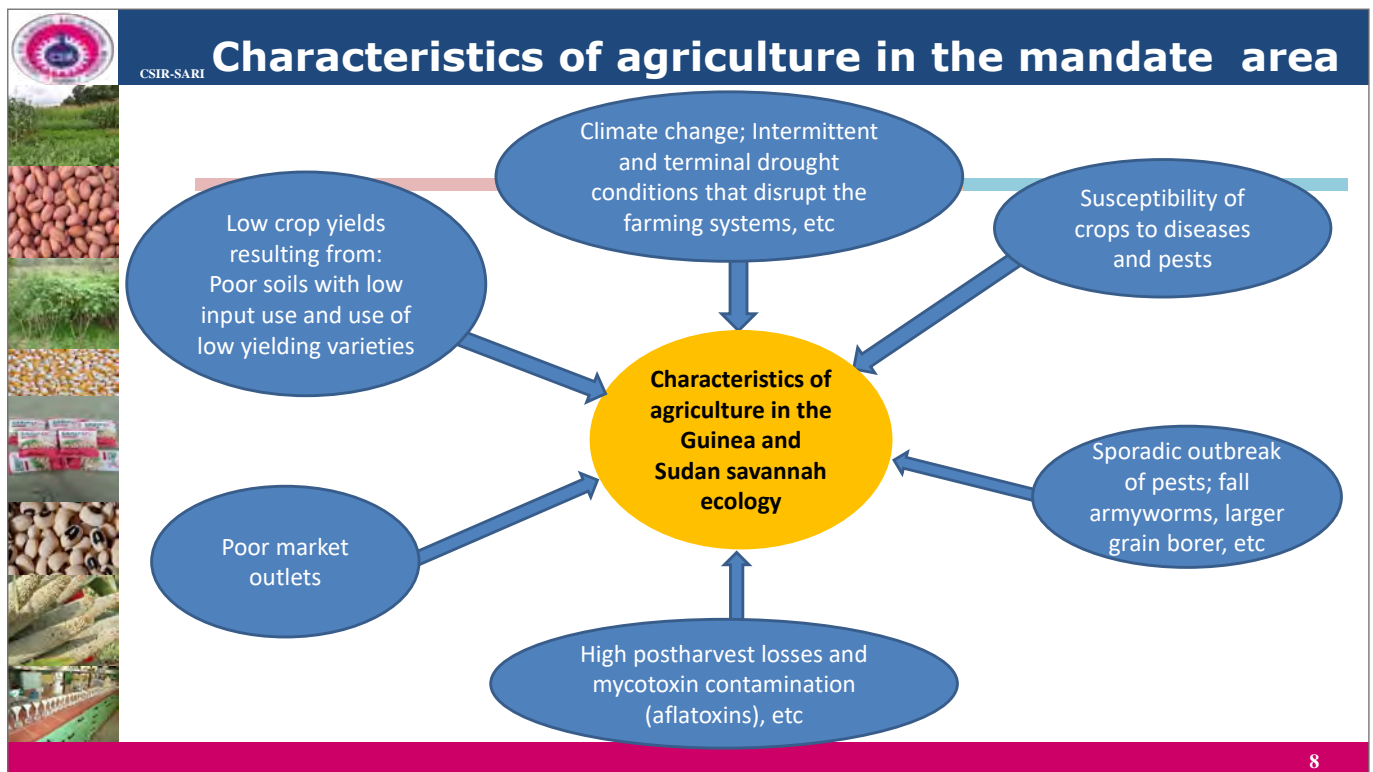 CSIR-SARI Characteristics of agriculture in the mandate area
Climate change; Intermittent
and terminal drought
conditions that disrupt the
farming systems, etc
Low crop yields
resulting from:
Poor soils with low
input use and use of
low yielding varieties
Susceptibility of
crops to diseases
and pests
Characteristics of
agriculture in the
Guinea and
Sudan savannah
ecology
Sporadic outbreak
of pests; fall
armyworms, larger
grain borer, etc
Poor market
outlets
High postharvest losses and
mycotoxin contamination
(aflatoxins), etc
8